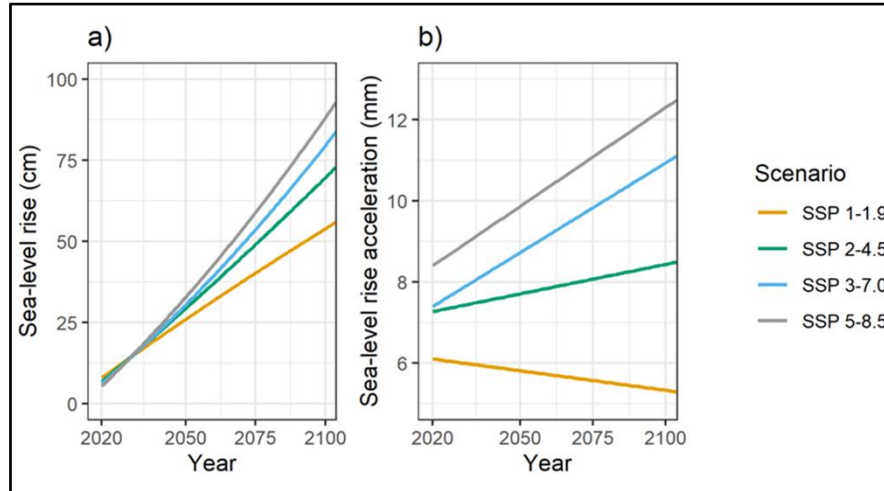 a)
Sea-level rise (cm)
100
75
50
25
0
2020
2050
2075
2100
Year
b)
Sea-level rise acceleration (mm)
12
10
8
6
2020
2050
2075
2100
Year
Scenario
SSP 1-1.9
SSP 2-4.5
SSP 3-7.0
SSP 5-8.5